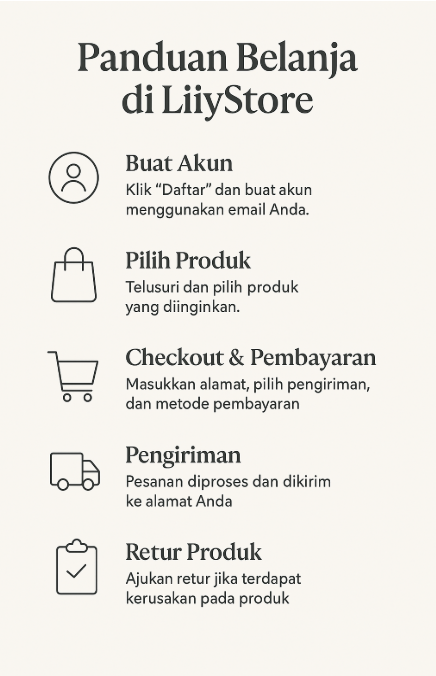 Panduan Belanja
di LiiyStore
Buat Akun
Klik “Daftar” dan buat akun
menggunakan email Anda.
Pilih Produk
Telusuri dan pilih produk
yang diinginkan.
Checkout & Pembayaran
Masukkan alamat, pilih pengiriman,
dan metode pembayaran
Pengiriman
Pesanan diproses dan dikirim
ke alamat Anda
Retur Produk
Ajukan retur jika terdapat
kerusakan pada produk